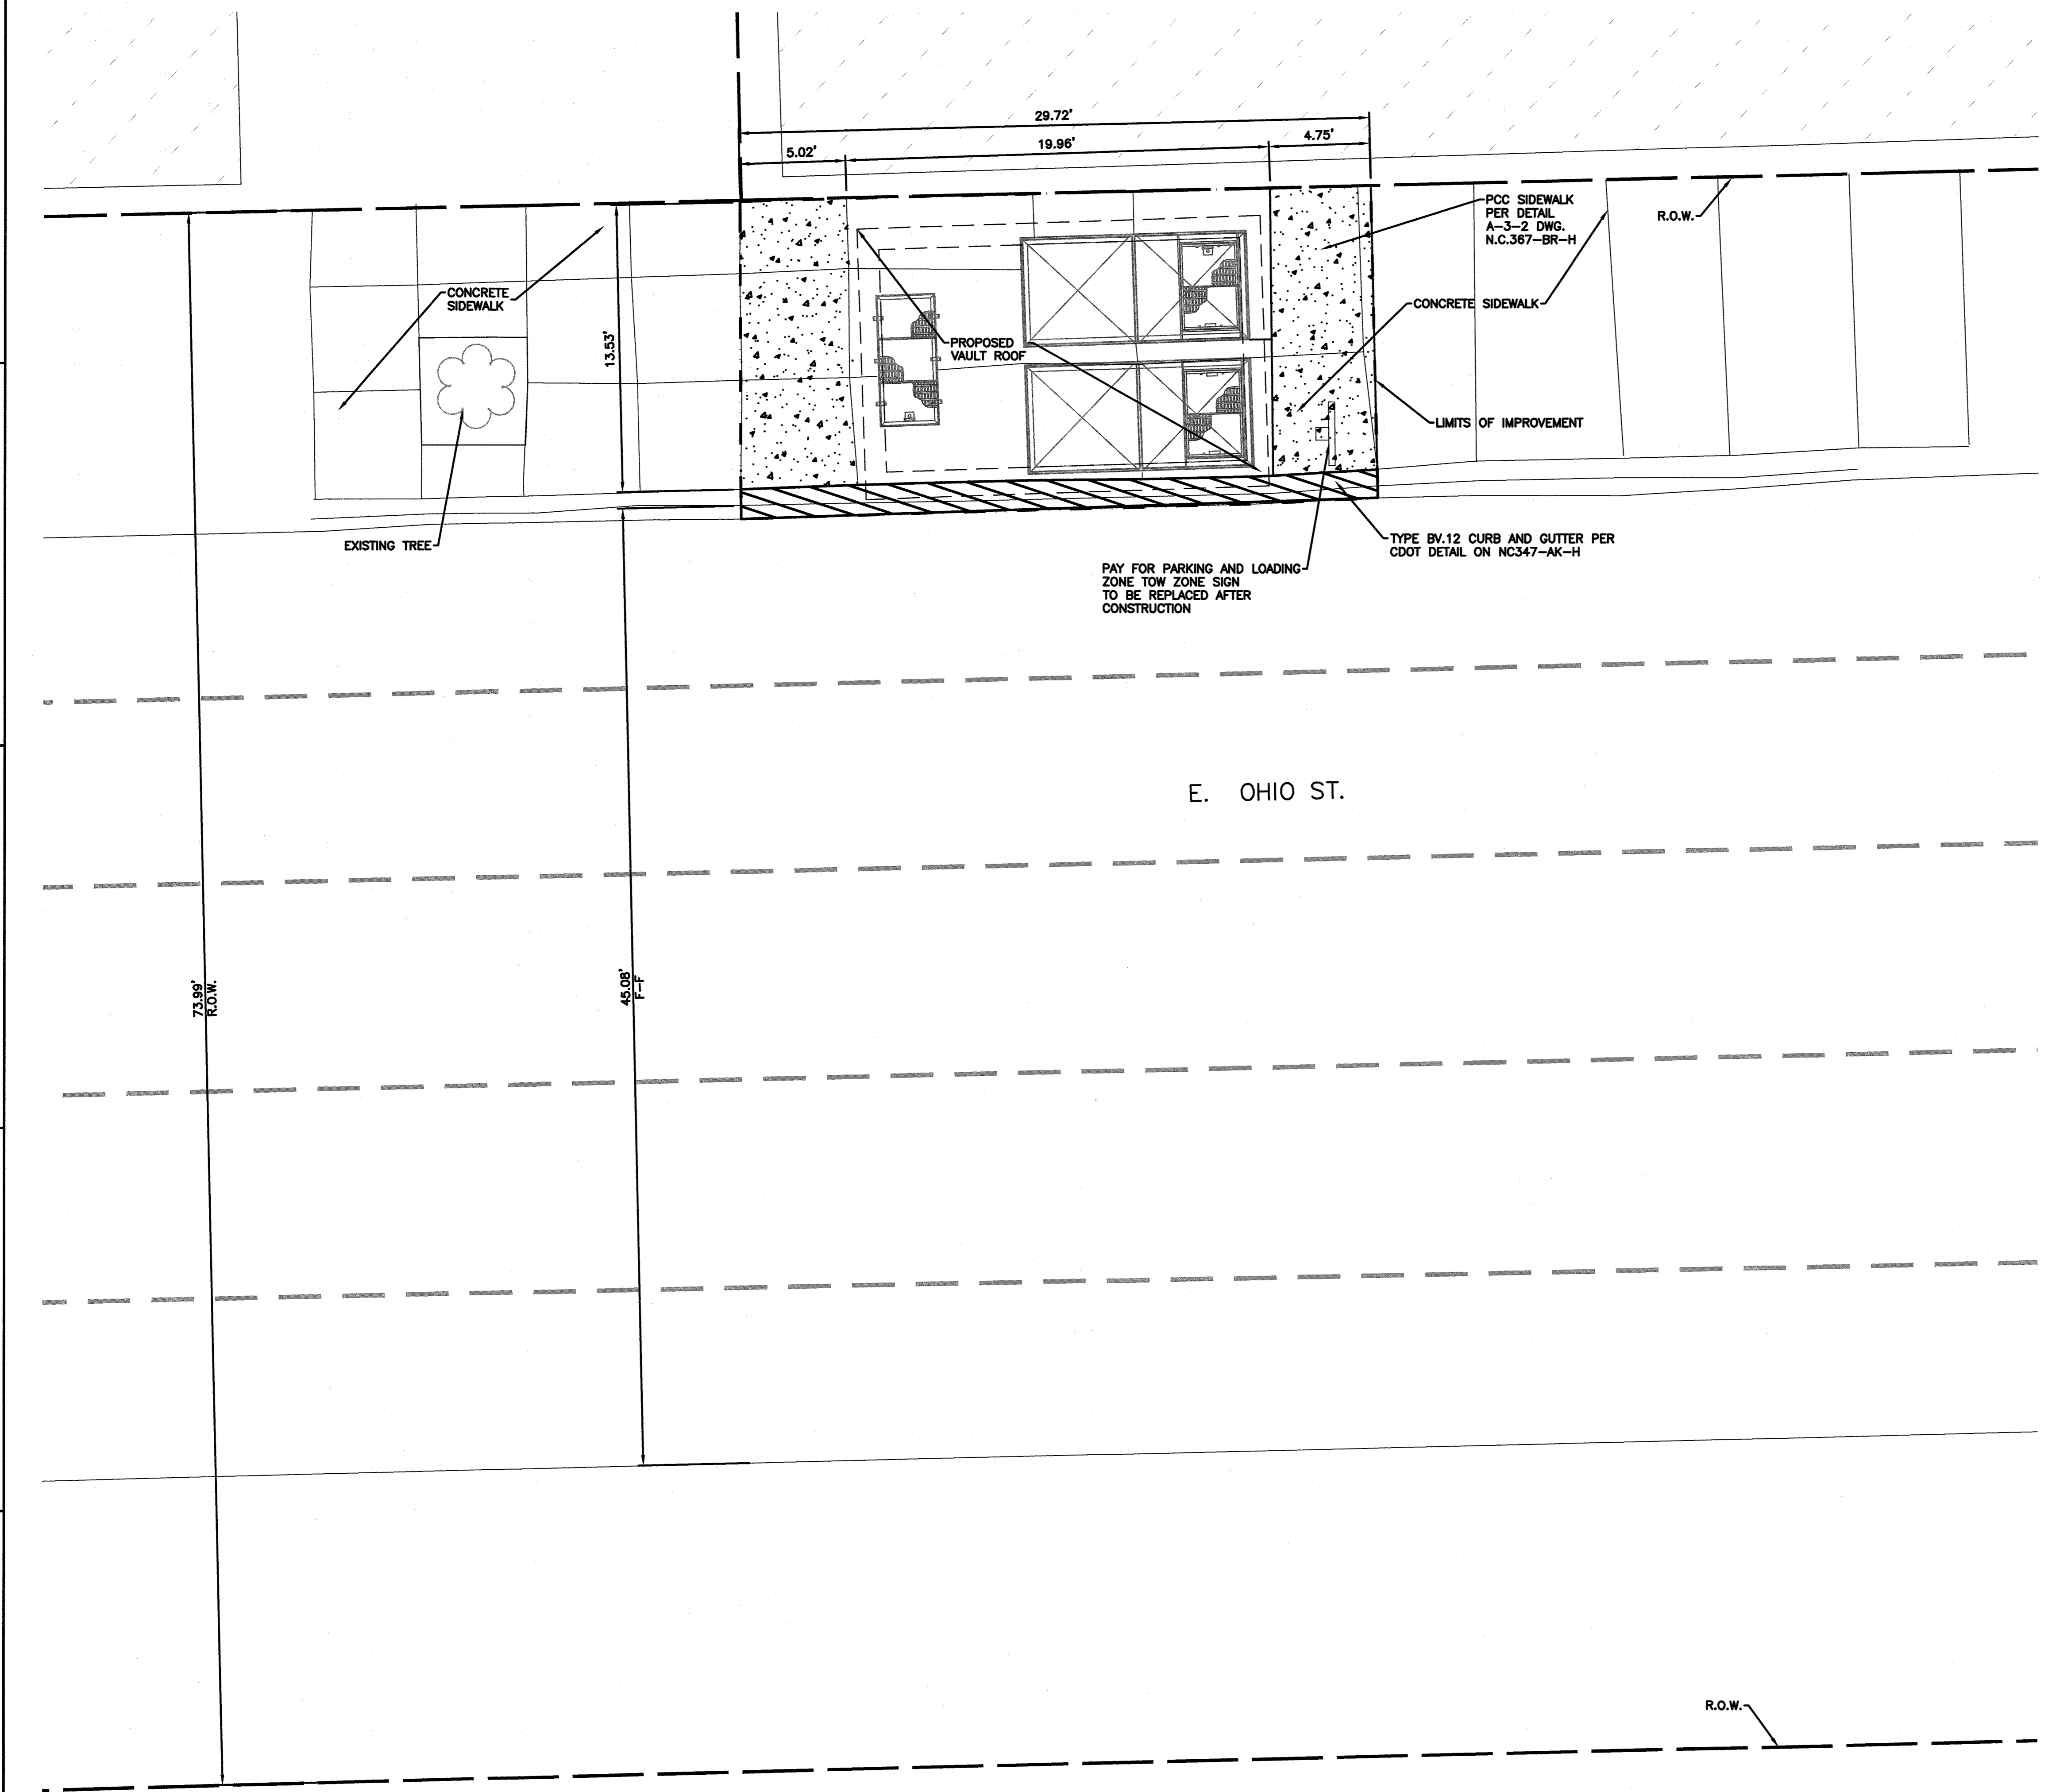 29.72'
5.02'
19.96'
4.75'
PCC SIDEWALK
PER DETAIL
A-3-2 DWG.
N.C.367-BR-H
R.O.W.
CONCRETE
SIDEWALK
CONCRETE SIDEWALK
13.53'
PROPOSED
VAULT ROOF
LIMITS OF IMPROVEMENT
EXISTING TREE
TYPE BV.12 CURB AND GUTTER PER
CDOT DETAIL ON NC347-AK-H
PAY FOR PARKING AND LOADING
ZONE TOW ZONE SIGN
TO BE REPLACED AFTER
CONSTRUCTION
E. OHIO ST.
73.99'
R.O.W.
45.08'
F-F
R.O.W.